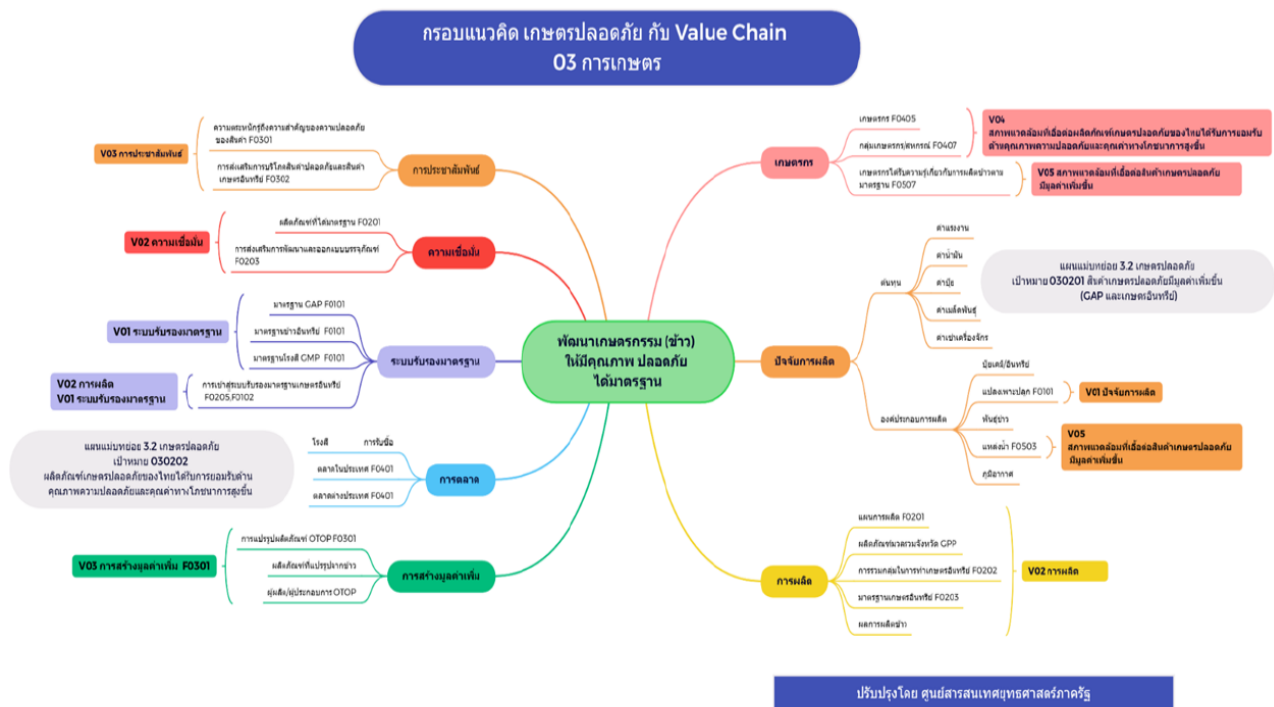 กรอบแนวคิด เกษตรปลอดภัย กับ Value Chain
03 การเกษตร
ความตระหนักรู้ถึงความสำคัญของความปลอดภัย
ของสินค้า F0301
V03 การประชาสัมพันธ์
การส่งเสริมการบริโภคสินค้าปลอดภัยและสินค้า
เกษตรอินทรีย์ F0302
การประชาสัมพันธ์
ผลิตภัณฑ์ที่ได้มาตรฐาน F0201
V02 ความเชื่อมั่น
การส่งเสริมการพัฒนาและออกแบบบรรจุภัณฑ์
F0203
ความเชื่อมั่น
มาตรฐาน GAP F0101
V01 ระบบรับรองมาตรฐาน
มาตรฐานข้าวอินทรีย์ F0101
มาตรฐานโรงสี GMP F0101
ระบบรับรองมาตรฐาน
V02 การผลิต
V01 ระบบรับรองมาตรฐาน
การเข้าสู่ระบบรับรองมาตรฐานเกษตรอินทรีย์
F0205,F0102
แผนแม่บทย่อย 3.2 เกษตรปลอดภัย
เป้าหมาย 030202
ผลิตภัณฑ์เกษตรปลอดภัยของไทยได้รับการยอมรับด้าน
คุณภาพความปลอดภัยและคุณค่าทางโภชนาการสูงขึ้น
โรงสี การรับซื้อ
ตลาดในประเทศ F0401
ตลาดต่างประเทศ F0401
การตลาด
การแปรรูปผลิตภัณฑ์ OTOP F0301
V03 การสร้างมูลค่าเพิ่ม F0301
ผลิตภัณฑ์ที่แปรรูปจากข้าว
ผู้ผลิต/ผู้ประกอบการ OTOP
การสร้างมูลค่าเพิ่ม
พัฒนาเกษตรกรรม (ข้าว)
ให้มีคุณภาพ ปลอดภัย
ได้มาตรฐาน
เกษตรกร
เกษตรกร F0405
กลุ่มเกษตรกร/สหกรณ์ F0407
V04
สภาพแวดล้อมที่เอื้อต่อผลิตภัณฑ์เกษตรปลอดภัยของไทยได้รับการยอมรับ
ด้านคุณภาพความปลอดภัยและคุณค่าทางโภชนาการสูงขึ้น
เกษตรกรได้รับความรู้เกี่ยวกับการผลิตข้าวตาม
มาตรฐาน F0507
V05 สภาพแวดล้อมที่เอื้อต่อสินค้าเกษตรปลอดภัย
มีมูลค่าเพิ่มขึ้น
ปัจจัยการผลิต
ต้นทุน
ค่าแรงงาน
ค่าน้ำมัน
ค่าปุ๋ย
ค่าเมล็ดพันธุ์
ค่าเช่าเครื่องจักร
แผนแม่บทย่อย 3.2 เกษตรปลอดภัย
เป้าหมาย 030201 สินค้าเกษตรปลอดภัยมีมูลค่าเพิ่มขึ้น
(GAP และเกษตรอินทรีย์)
องค์ประกอบการผลิต
ปุ๋ยเคมี/อินทรีย์
แปลงเพาะปลูก F0101
V01 ปัจจัยการผลิต
พันธุ์ข้าว
แหล่งน้ำ F0503
V05
สภาพแวดล้อมที่เอื้อต่อสินค้าเกษตรปลอดภัย
มีมูลค่าเพิ่มขึ้น
ภูมิอากาศ
การผลิต
แผนการผลิต F0201
ผลิตภัณฑ์มวลรวมจังหวัด GPP
การรวมกลุ่มในการทำเกษตรอินทรีย์ F0202
มาตรฐานเกษตรอินทรีย์ F0203
ผลการผลิตข้าว
V02 การผลิต
ปรับปรุงโดย ศูนย์สารสนเทศยุทธศาสตร์ภาครัฐ